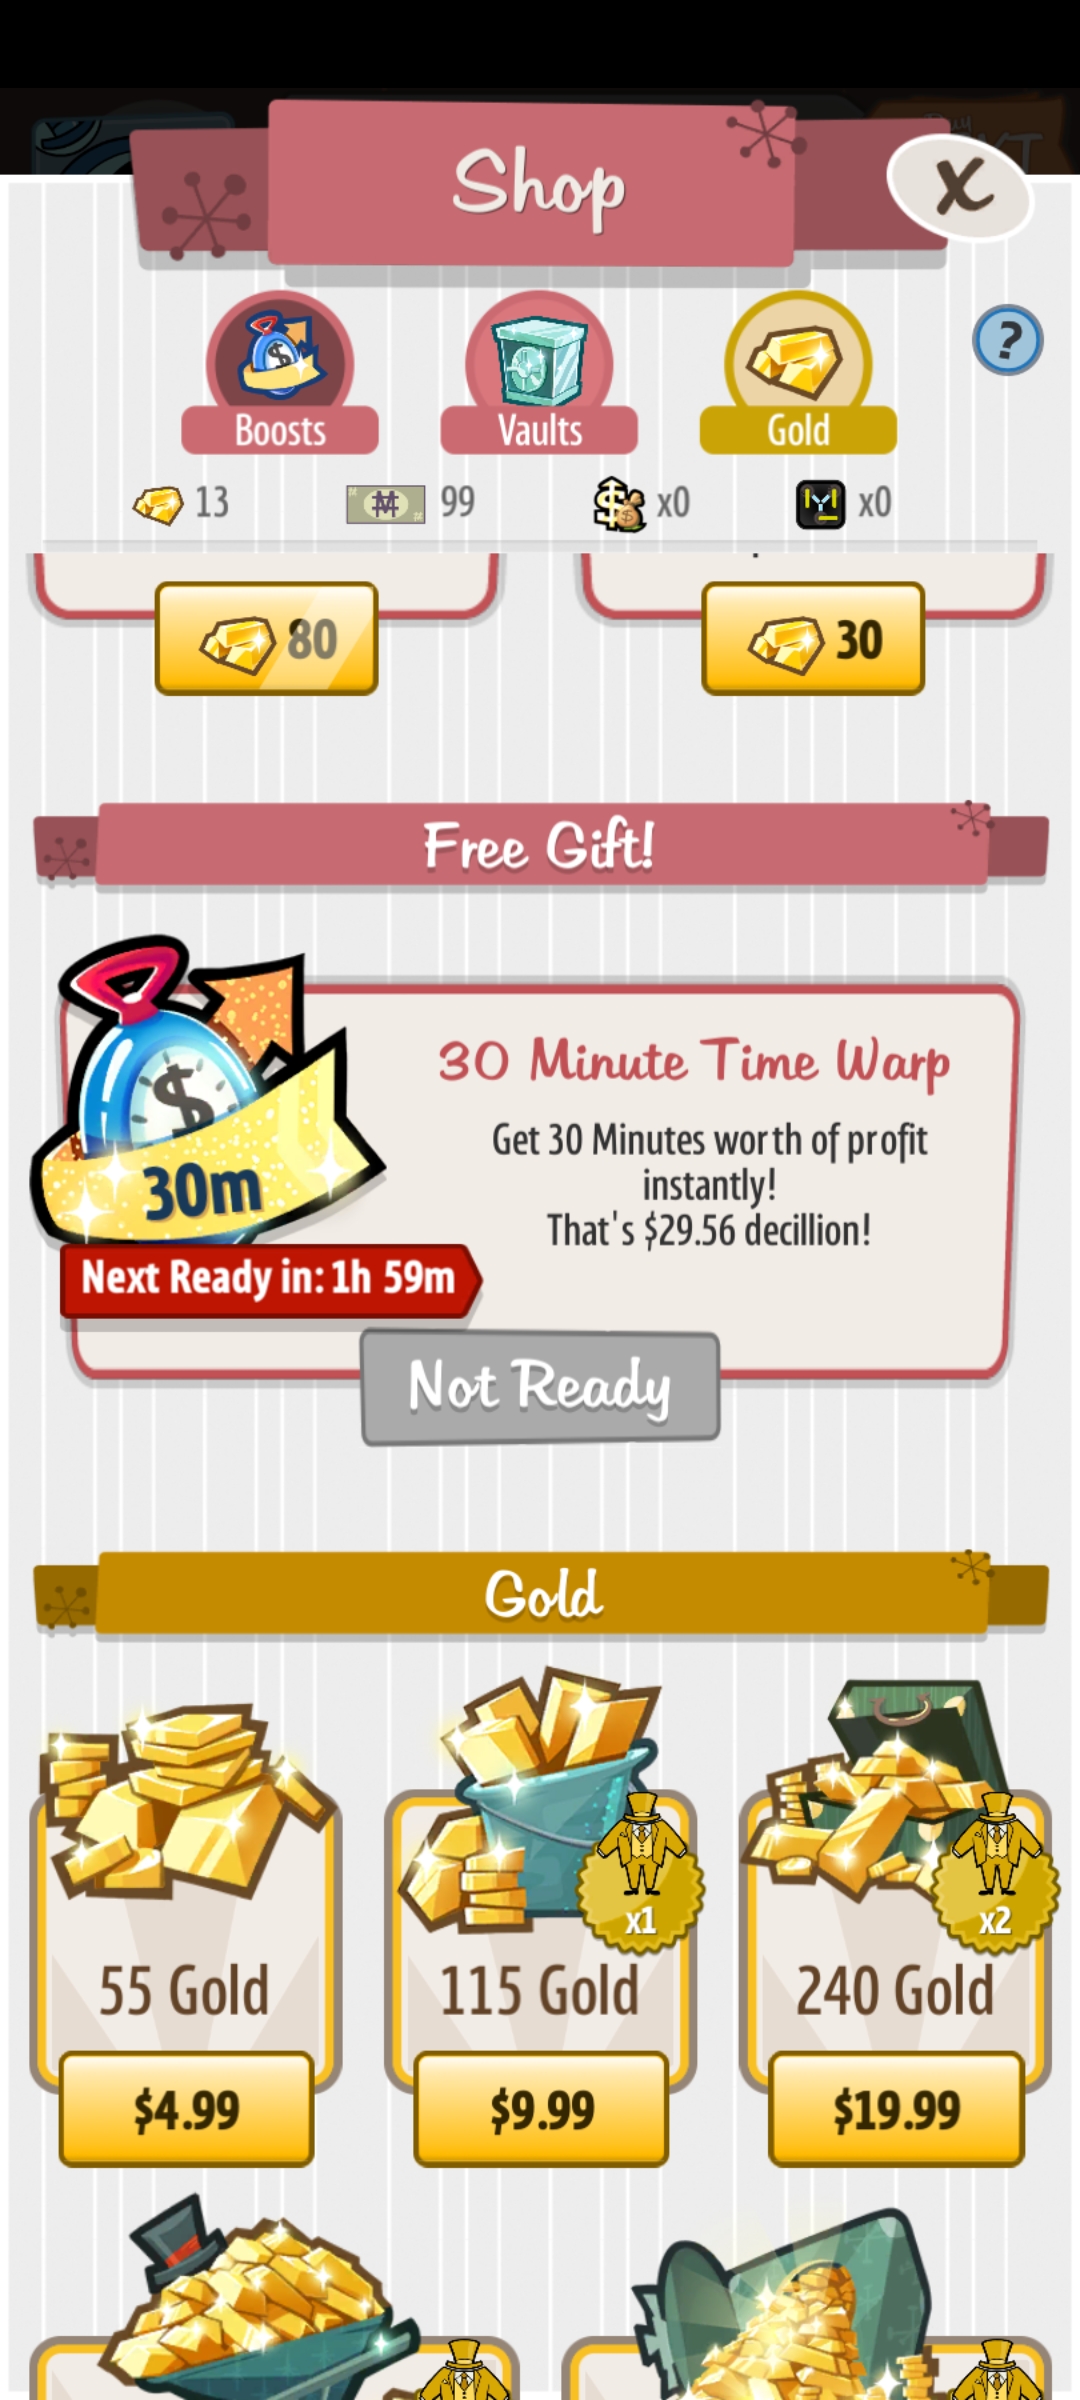 Shop
X
?
Boosts
Vaults
Gold
13
99
x0
x0
80
30
Free Gift!
30 Minute Time Warp
Get 30 Minutes worth of profit
instantly!
That's $29.56 decillion!
$
30m
Next Ready in: 1h 59m
Not Ready
Gold
x1
x2
55 Gold
115 Gold
240 Gold
$4.99
$9.99
$19.99